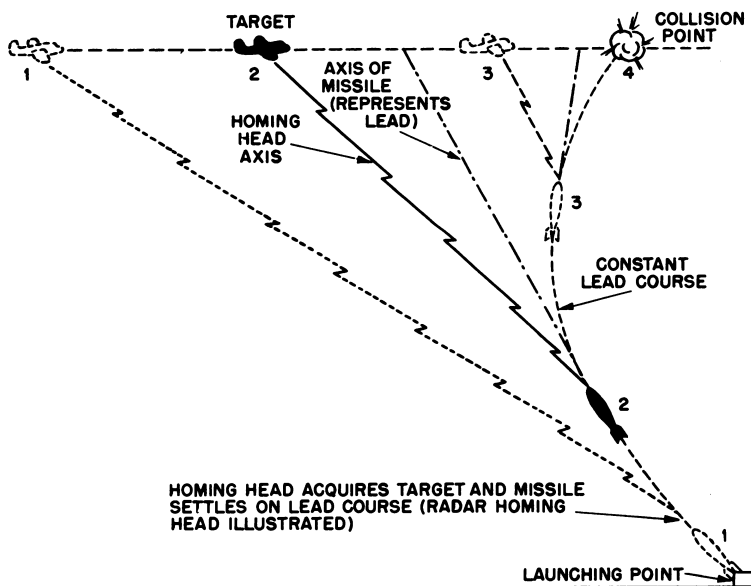 TARGET
COLLISION
POINT
1
2
3
4
AXIS OF
MISSILE
(REPRESENTS
LEAD)
HOMING
HEAD
AXIS
3
CONSTANT
LEAD COURSE
2
HOMING HEAD ACQUIRES TARGET AND MISSILE
SETTLES ON LEAD COURSE (RADAR HOMING
HEAD ILLUSTRATED)
1
LAUNCHING POINT